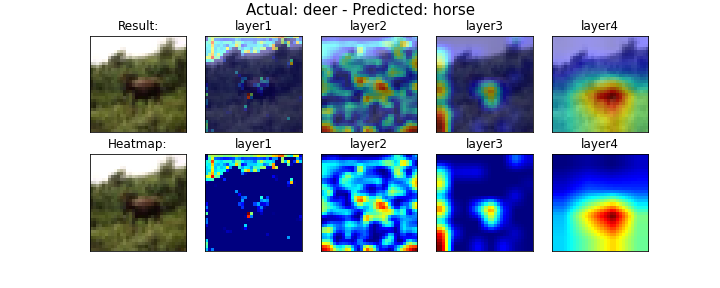 Actual: deer - Predicted: horse
Result: layer1 layer2 layer3 layer4
Heatmap: layer1 layer2 layer3 layer4